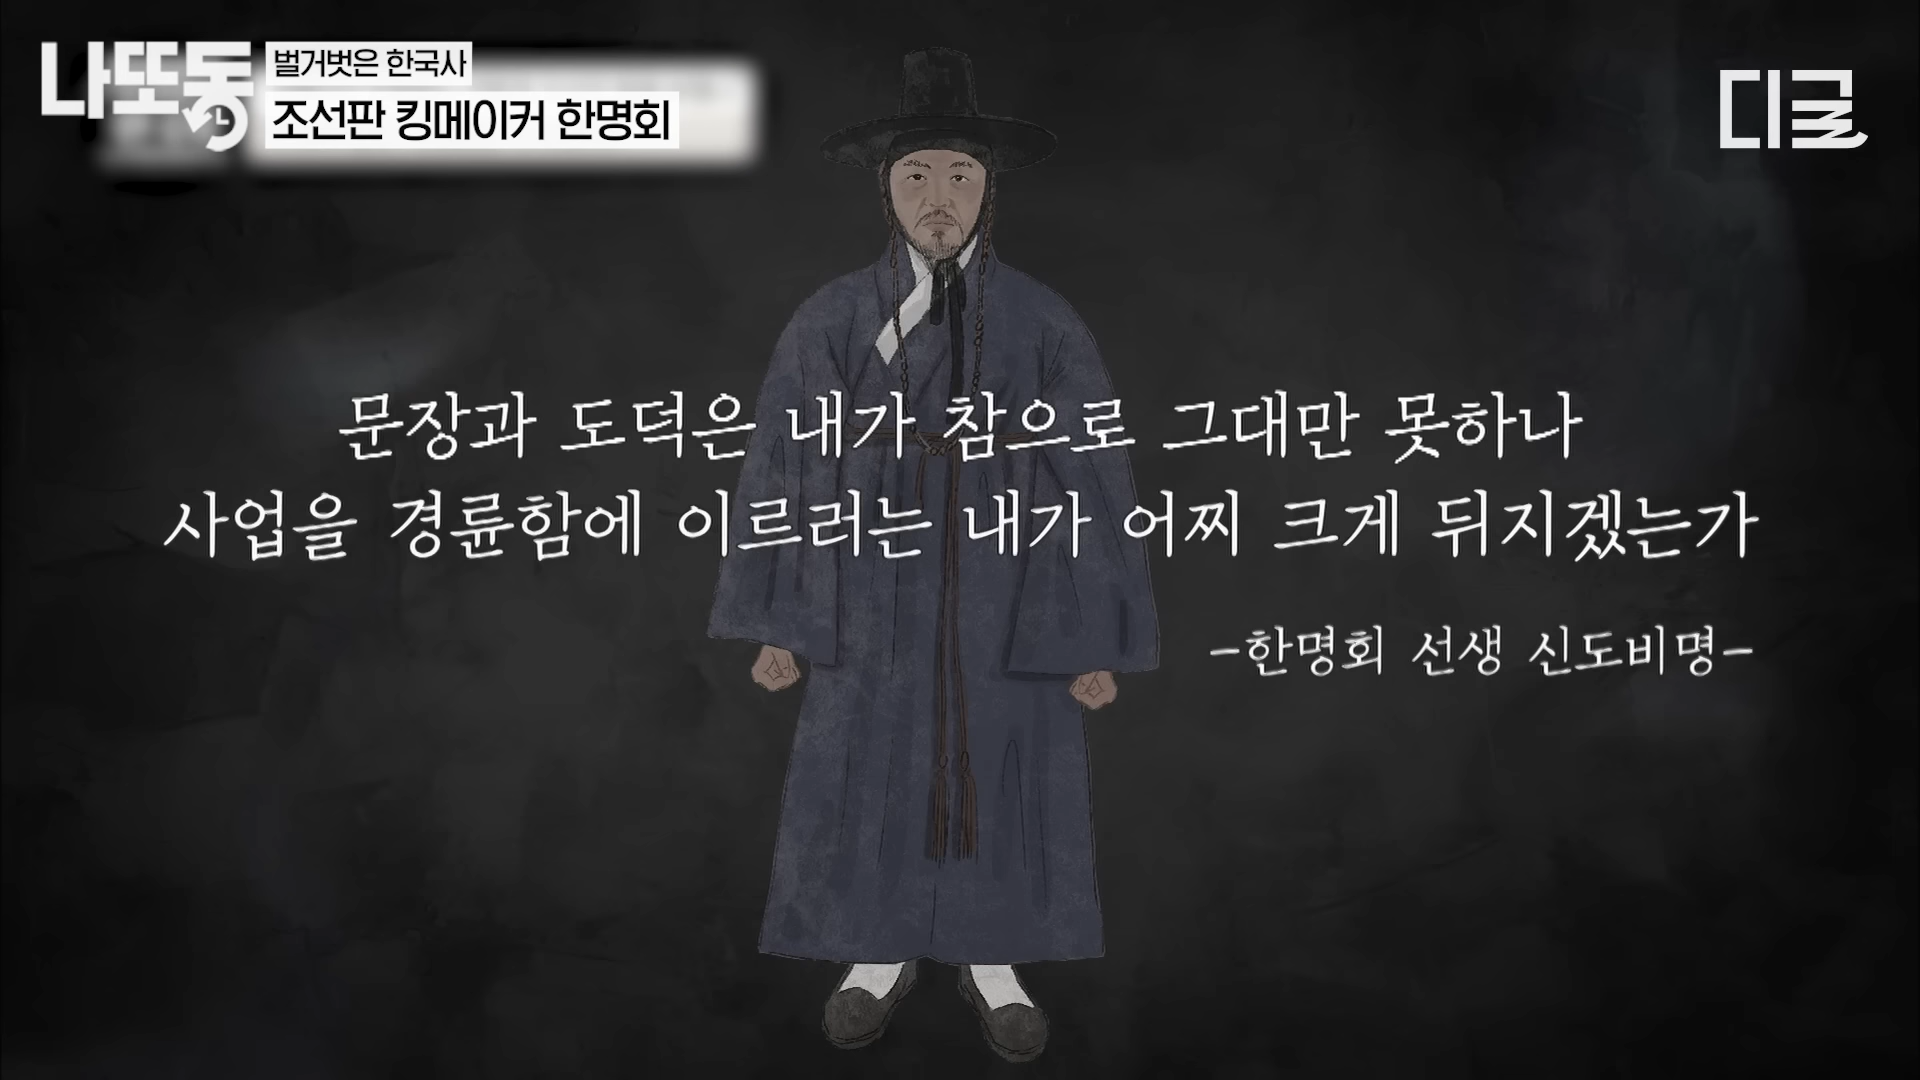 나또동
벌거벗은 한국사
조선판 킹메이커 한명회
디글
문장과 도덕은 내가 참으로 그대만 못하나
사업을 경륜함에 이르러는 내가 어찌 크게 뒤지겠는가
-한명회 선생 신도비명-